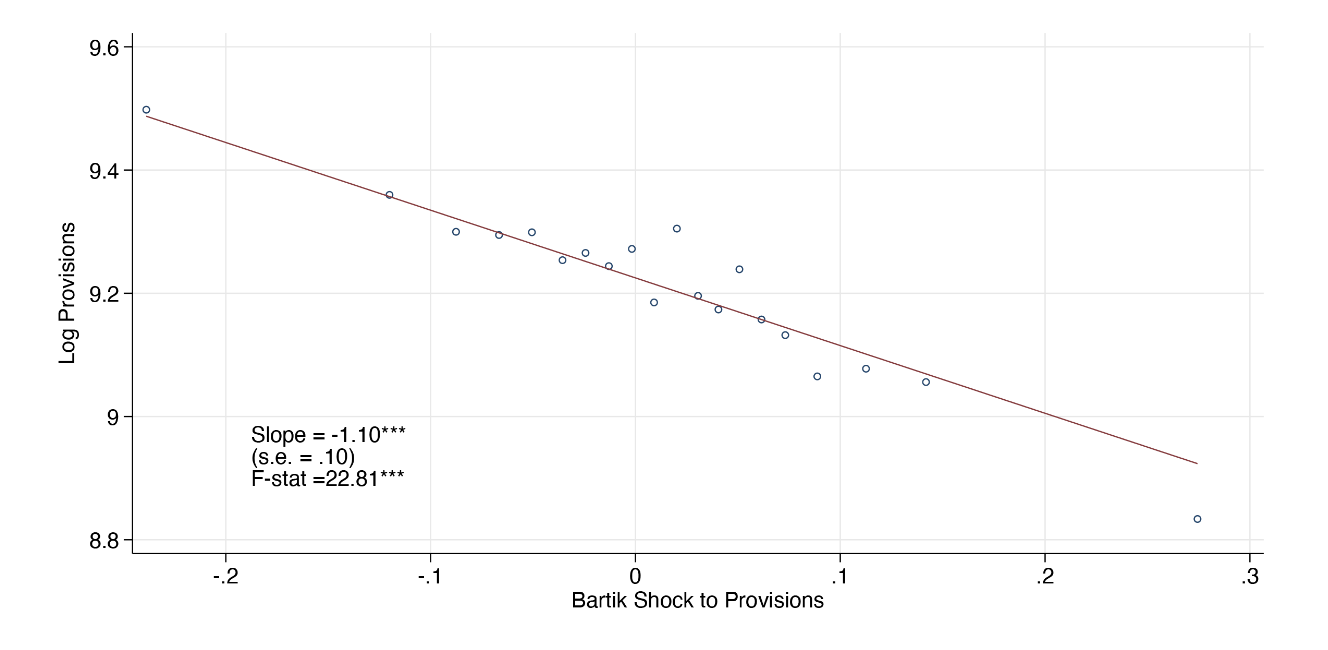 9.6
9.4
9.2
9
8.8
Log Provisions
Slope = -1.10***
(s.e. = .10)
F-stat =22.81***
-.2 -.1 0 .1 .2 .3
Bartik Shock to Provisions